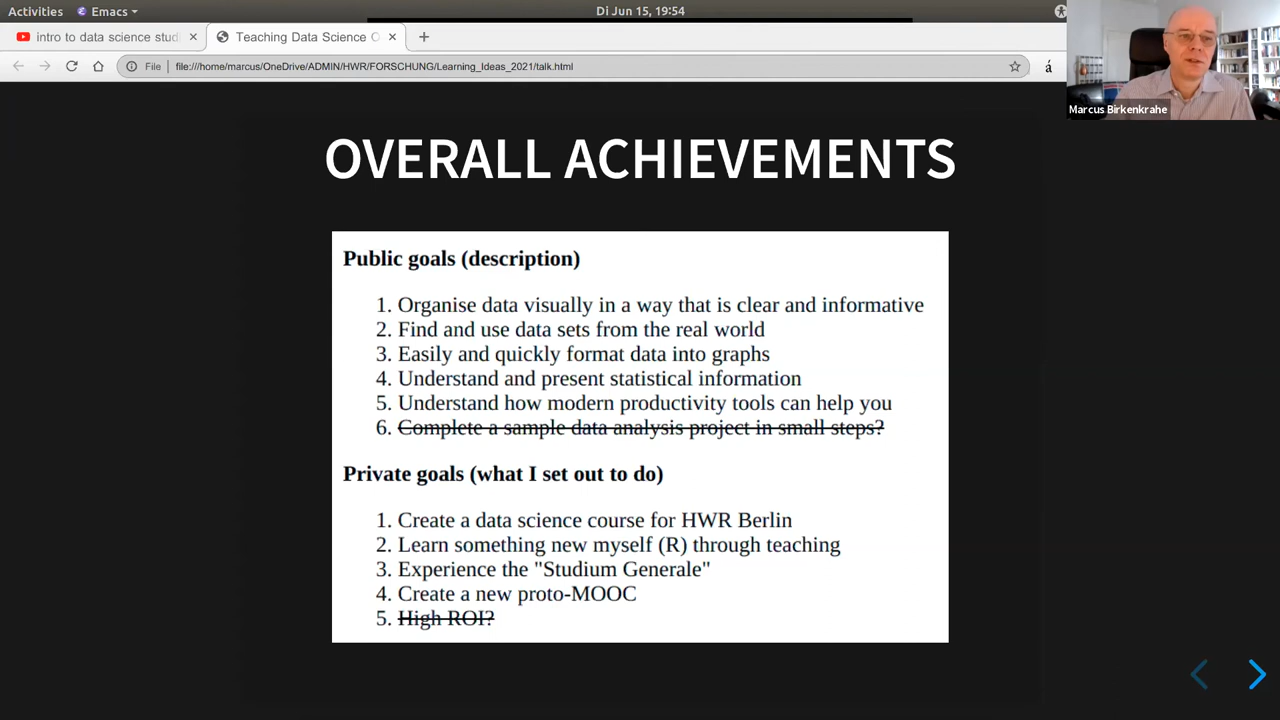 Activities Emacs Di Jun 15, 19:54
intro to data science stud Teaching Data Science O
File file:///home/marcus/OneDrive/ADMIN/HWR/FORSCHUNG/Learning_Ideas_2021/talk.html á
Marcus Birkenkrahe
OVERALL ACHIEVEMENTS
Public goals (description)
1. Organise data visually in a way that is clear and informative
2. Find and use data sets from the real world
3. Easily and quickly format data into graphs
4. Understand and present statistical information
5. Understand how modern productivity tools can help you
6. Complete a sample data analysis project in small steps?
Private goals (what I set out to do)
1. Create a data science course for HWR Berlin
2. Learn something new myself (R) through teaching
3. Experience the "Studium Generale"
4. Create a new proto-MOOC
5. High ROI?